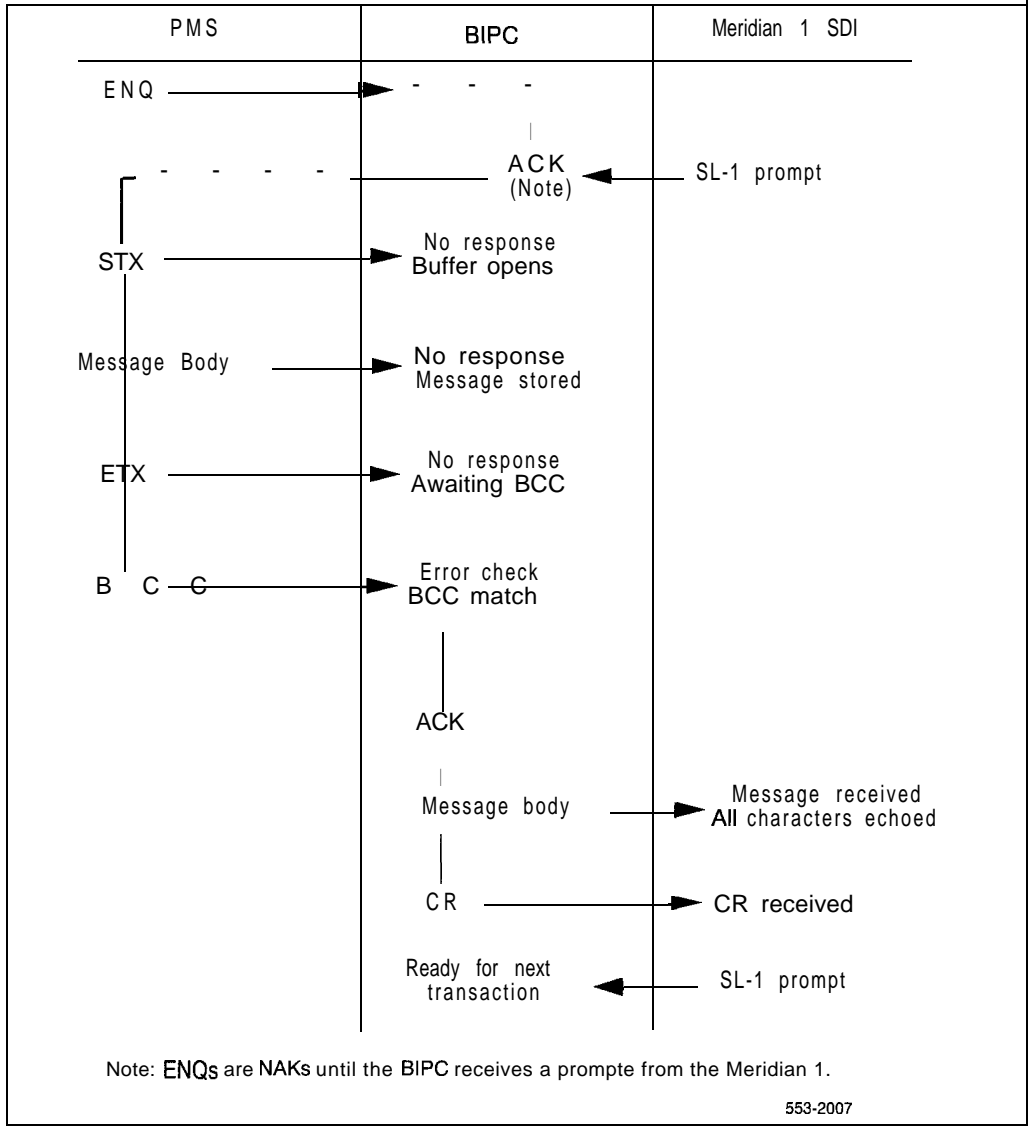 PMS BIPC Meridian 1 SDI
ENQ - - -
ACK SL-1 prompt
- - - -
(Note)
No response
STX Buffer opens
Message Body No response
Message stored
No response
ETX Awaiting BCC
Error check
B C C BCC match
ACK
Message received
Message body All characters echoed
CR CR received
Ready for next SL-1 prompt
transaction
Note: ENQs are NAKs until the BIPC receives a prompte from the Meridian 1.
553-2007